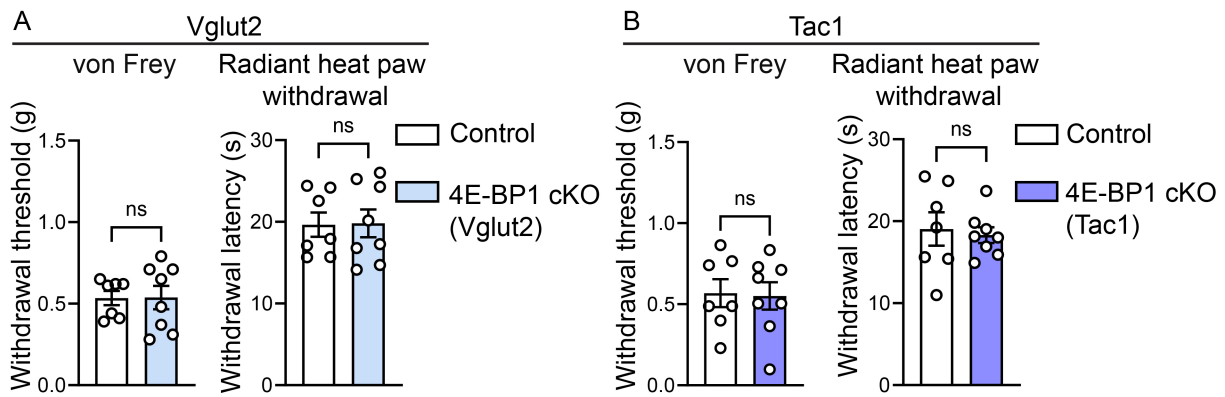 A
Vglut2
von Frey
Radiant heat paw
withdrawal
Withdrawal threshold (g)
1.5
1.0
0.5
0.0
ns
Withdrawal latency (s)
30
20
10
0
ns
Control
4E-BP1 cKO
(Vglut2)
B
Tac1
von Frey
Radiant heat paw
withdrawal
Withdrawal threshold (g)
1.5
1.0
0.5
0.0
ns
Withdrawal latency (s)
30
20
10
0
ns
Control
4E-BP1 cKO
(Tac1)